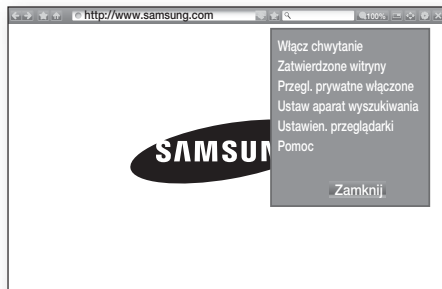 http://www.samsung.com
100%
Włącz chwytanie
Zatwierdzone witryny
Przegl. prywatne włączone
Ustaw aparat wyszukiwania
Ustawien. przeglądarki
Pomoc
SAMSUN
Zamknij